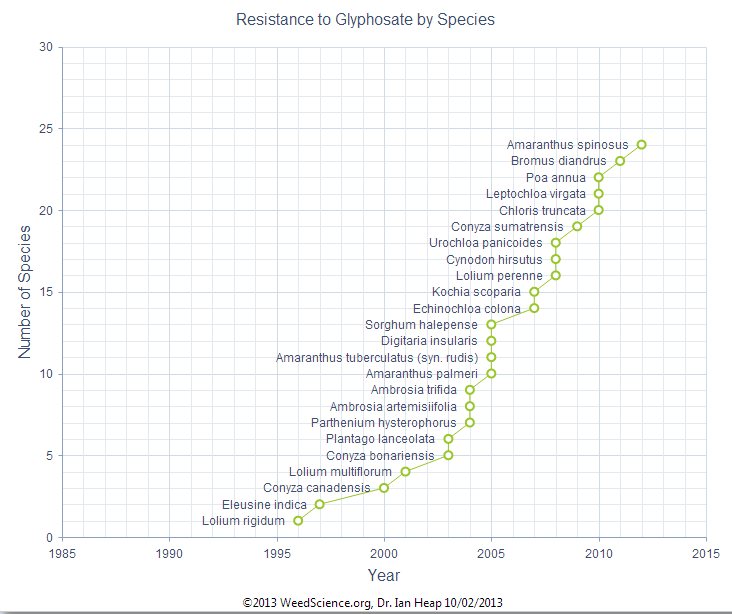 Resistance to Glyphosate by Species
30
25
20
15
10
5
0
Number of Species
Amaranthus spinosus
Bromus diandrus
Poa annua
Leptochloa virgata
Chloris truncata
Conyza sumatrensis
Urochloa panicoides
Cynodon hirsutus
Lolium perenne
Kochia scoparia
Echinochloa colona
Sorghum halepense
Digitaria insularis
Amaranthus tuberculatus (syn. rudis)
Amaranthus palmeri
Ambrosia trifida
Ambrosia artemisiifolia
Parthenium hysterophorus
Plantago lanceolata
Conyza bonariensis
Lolium multiflorum
Conyza canadensis
Eleusine indica
Lolium rigidum
1985 1990 1995 2000 2005 2010 2015
Year
©2013 WeedScience.org, Dr. Ian Heap 10/02/2013